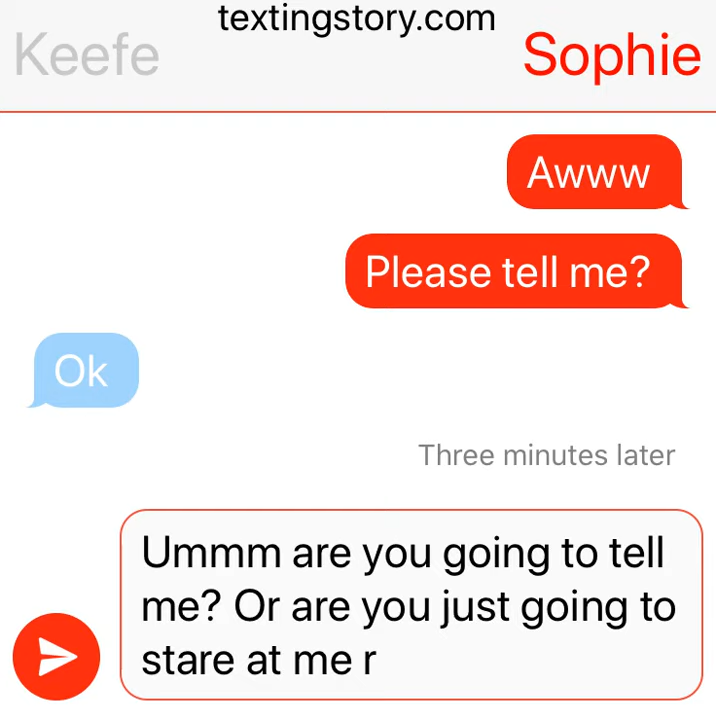 textingstory.com
Keefe
Sophie
Awww
Please tell me?
Ok
Three minutes later
Ummm are you going to tell
me? Or are you just going to
stare at me r